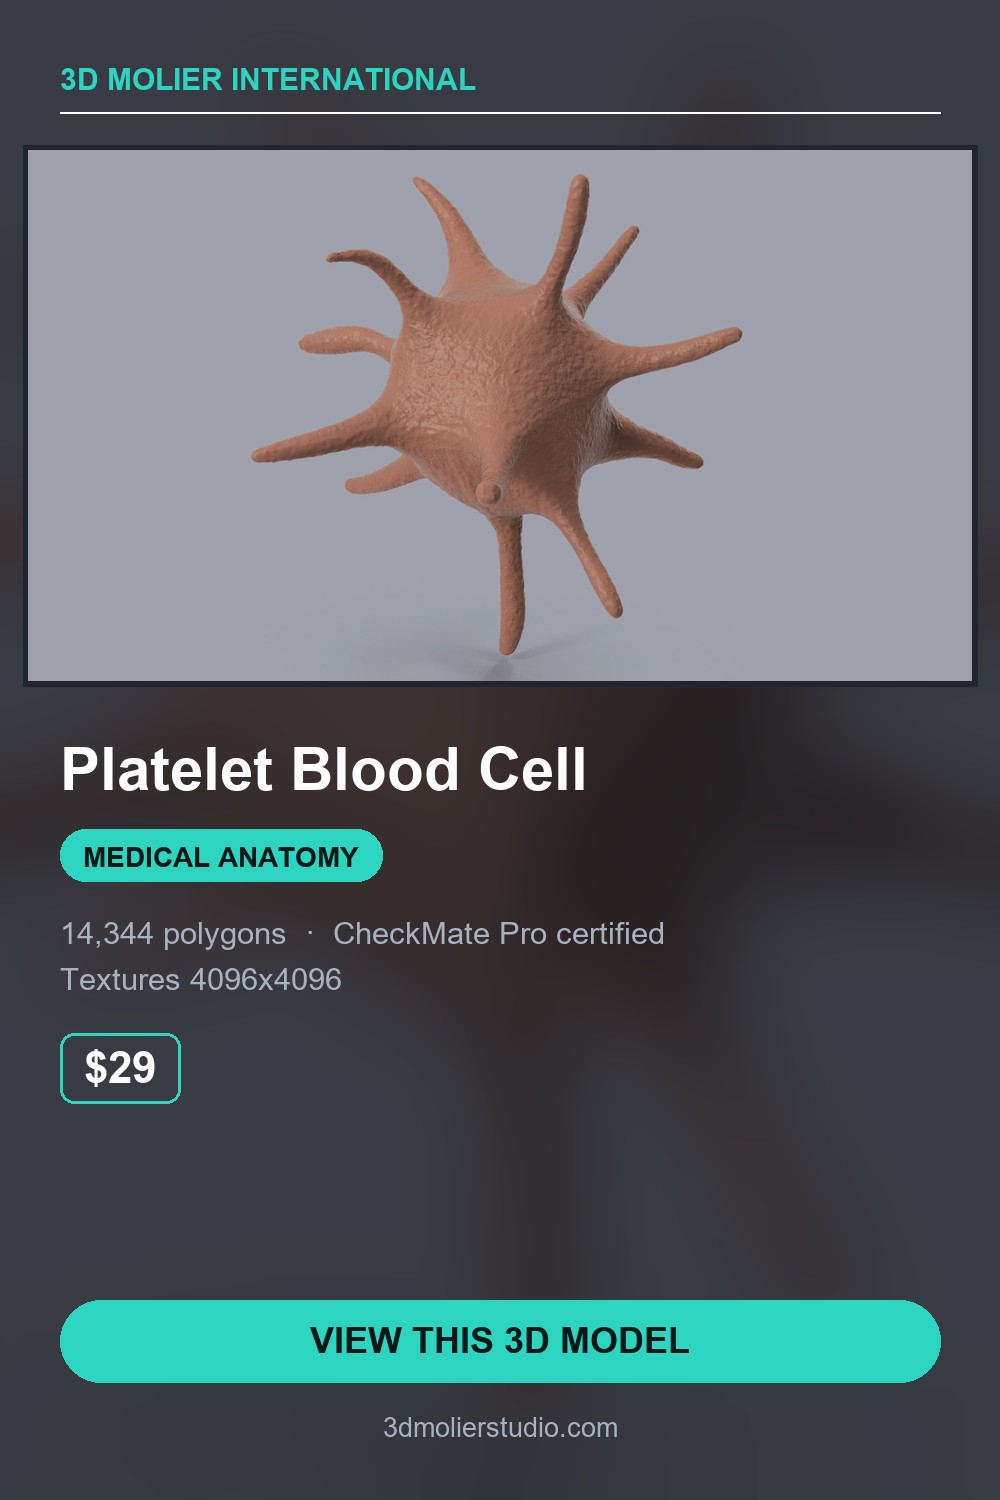 3D MOLIER INTERNATIONAL
Platelet Blood Cell
MEDICAL ANATOMY
14,344 polygons · CheckMate Pro certified
Textures 4096x4096
$29
VIEW THIS 3D MODEL
3dmolierstudio.com